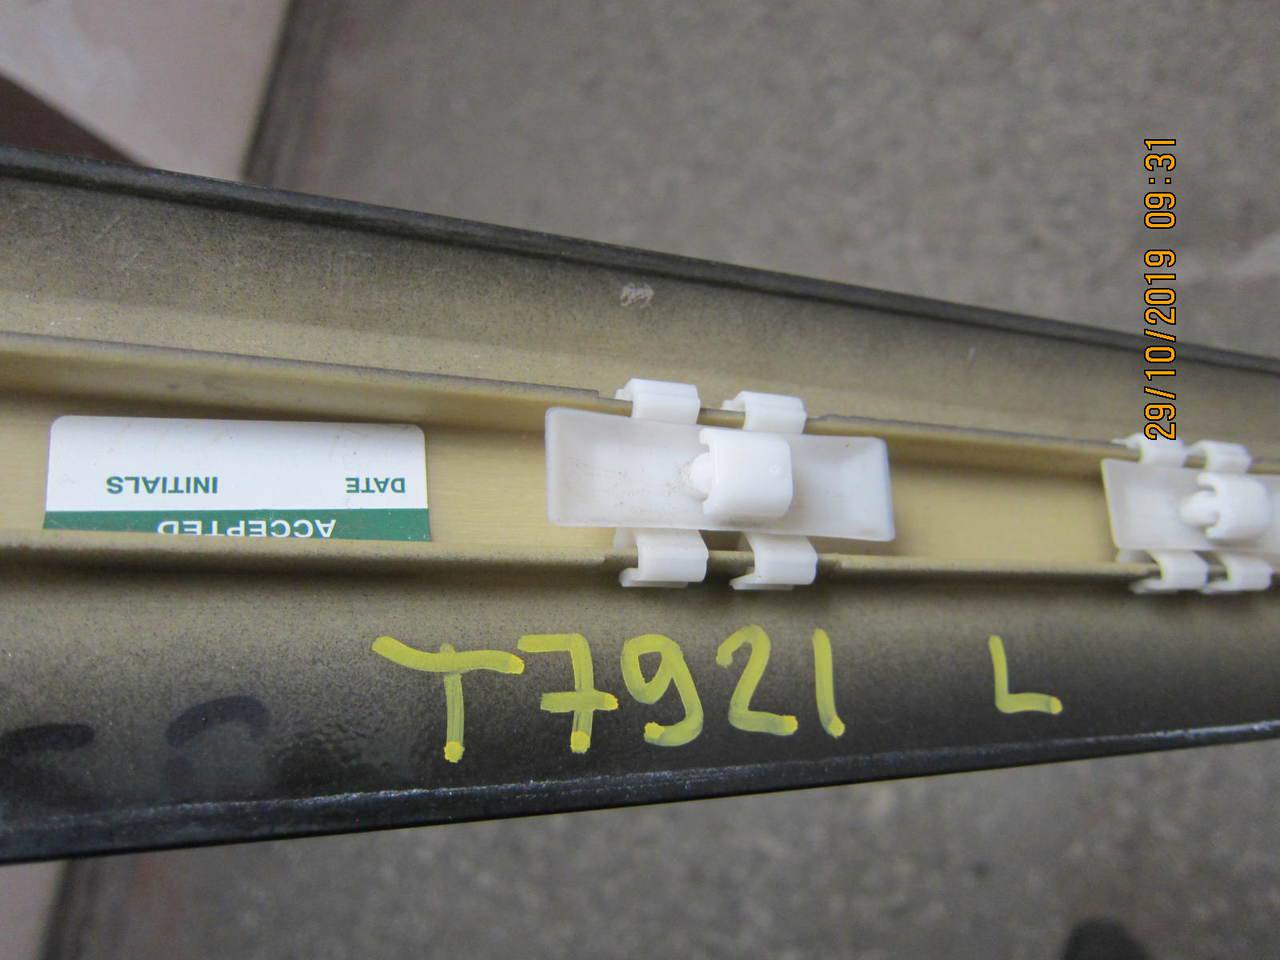 ACCEPTED
DATE INITIALS
T7921 L
29/10/2019 09:31